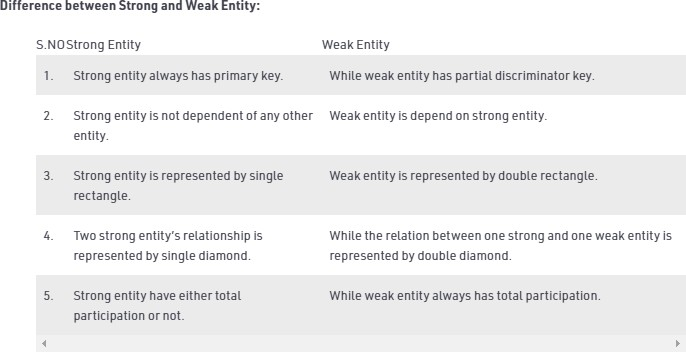 Difference between Strong and Weak Entity:
S.NO Strong Entity Weak Entity
1. Strong entity always has primary key. While weak entity has partial discriminator key.
2. Strong entity is not dependent of any other Weak entity is depend on strong entity.
entity.
3. Strong entity is represented by single Weak entity is represented by double rectangle.
rectangle.
4. Two strong entity's relationship is While the relation between one strong and one weak entity is
represented by single diamond. represented by double diamond.
5. Strong entity have either total While weak entity always has total participation.
participation or not.